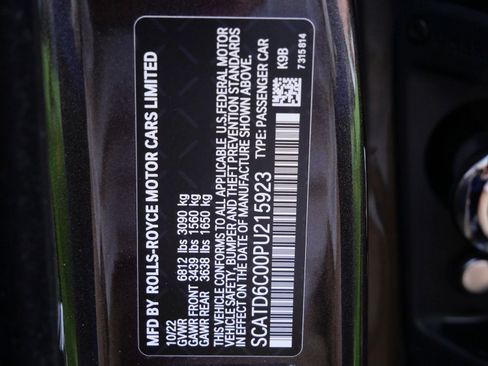 MFD BY ROLLS-ROYCE MOTOR CARS LIMITED
10/22
GVWR 6812 lbs 3090 kg
GAWR FRONT 3439 lbs 1560 kg
GAWR REAR 3638 lbs 1650 kg
THIS VEHICLE CONFORMS TO ALL APPLICABLE U.S. FEDERAL MOTOR
VEHICLE SAFETY, BUMPER AND THEFT PREVENTION STANDARDS
IN EFFECT ON THE DATE OF MANUFACTURE SHOWN ABOVE.
SCATD6C00PU215923 TYPE: PASSENGER CAR
K9B
7315814